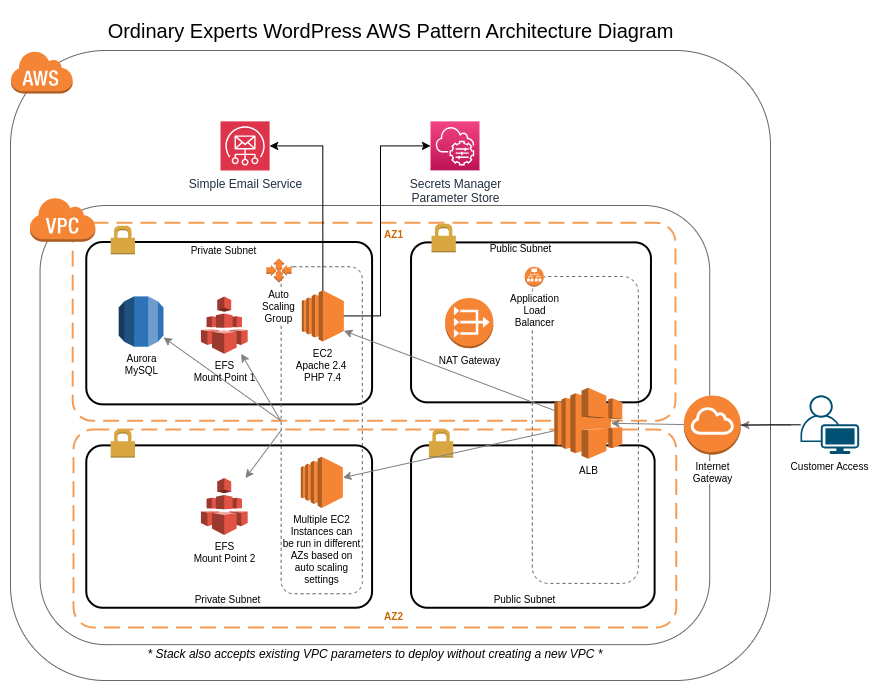 Ordinary Experts WordPress AWS Pattern Architecture Diagram
AWS
Simple Email Service
Secrets Manager
Parameter Store
VPC
AZ1
Private Subnet
Public Subnet
Auto
Scaling
Group
Application
Load
Balancer
Aurora
MySQL
EFS
Mount Point 1
EC2
Apache 2.4
PHP 7.4
NAT Gateway
ALB
Internet
Gateway
Customer Access
EFS
Mount Point 2
Multiple EC2
Instances can
be run in different
AZs based on
auto scaling
settings
Private Subnet
Public Subnet
AZ2
* Stack also accepts existing VPC parameters to deploy without creating a new VPC *